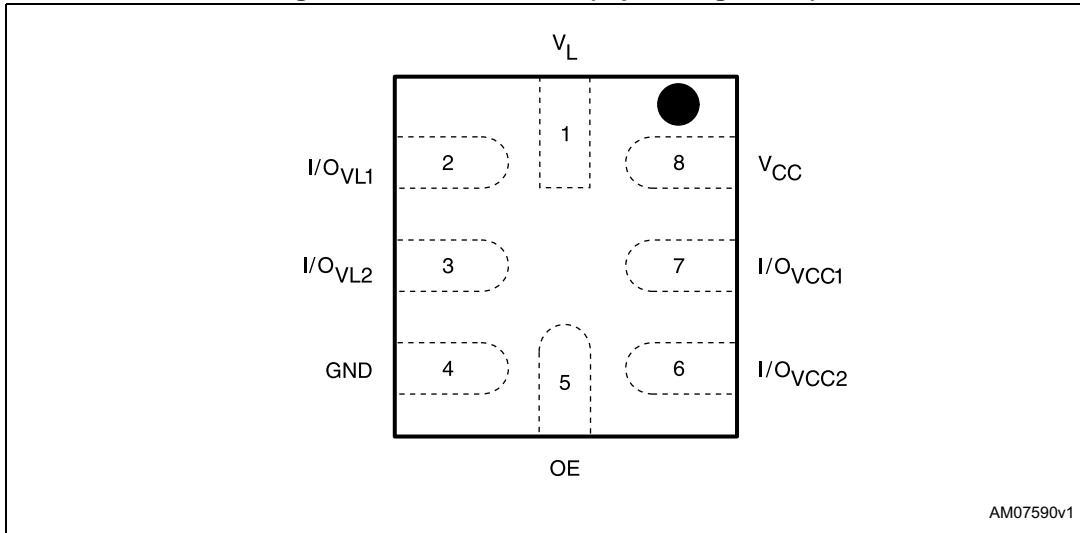 VL
1
I/OVL1 2 8 VCC
I/OVL2 3 7 I/OVCC1
GND 4 5 6 I/OVCC2
OE
AM07590v1